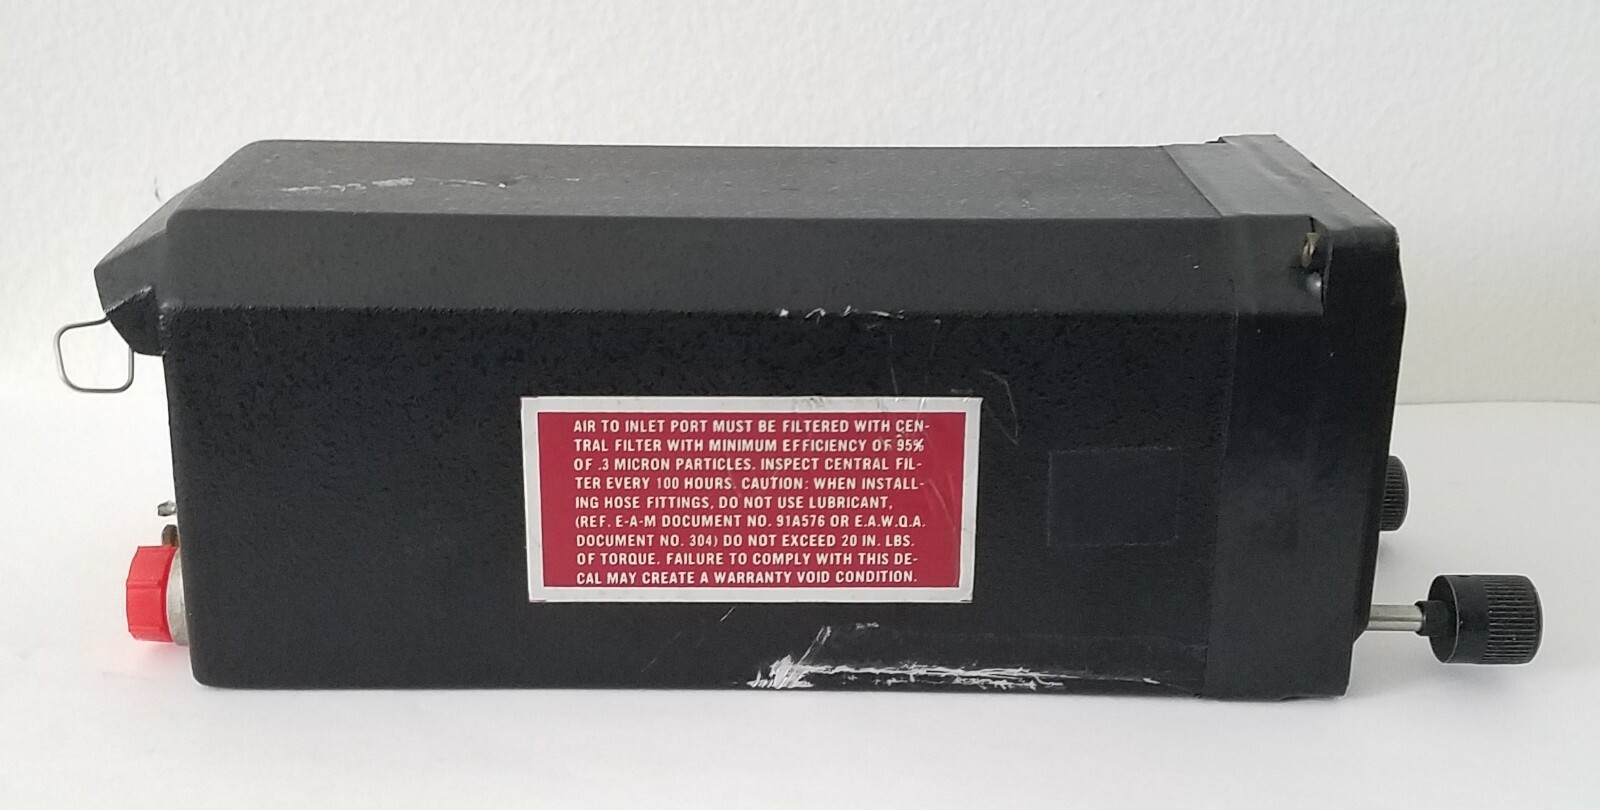 AIR TO INLET PORT MUST BE FILTERED WITH CEN-
TRAL FILTER WITH MINIMUM EFFICIENCY OF 95%
OF .3 MICRON PARTICLES. INSPECT CENTRAL FIL-
TER EVERY 100 HOURS. CAUTION: WHEN INSTALL-
ING HOSE FITTINGS, DO NOT USE LUBRICANT,
(REF. E-A-M DOCUMENT NO. 91A576 OR E.A.W.Q.A.
DOCUMENT NO. 304) DO NOT EXCEED 20 IN. LBS.
OF TORQUE. FAILURE TO COMPLY WITH THIS DE-
CAL MAY CREATE A WARRANTY VOID CONDITION.